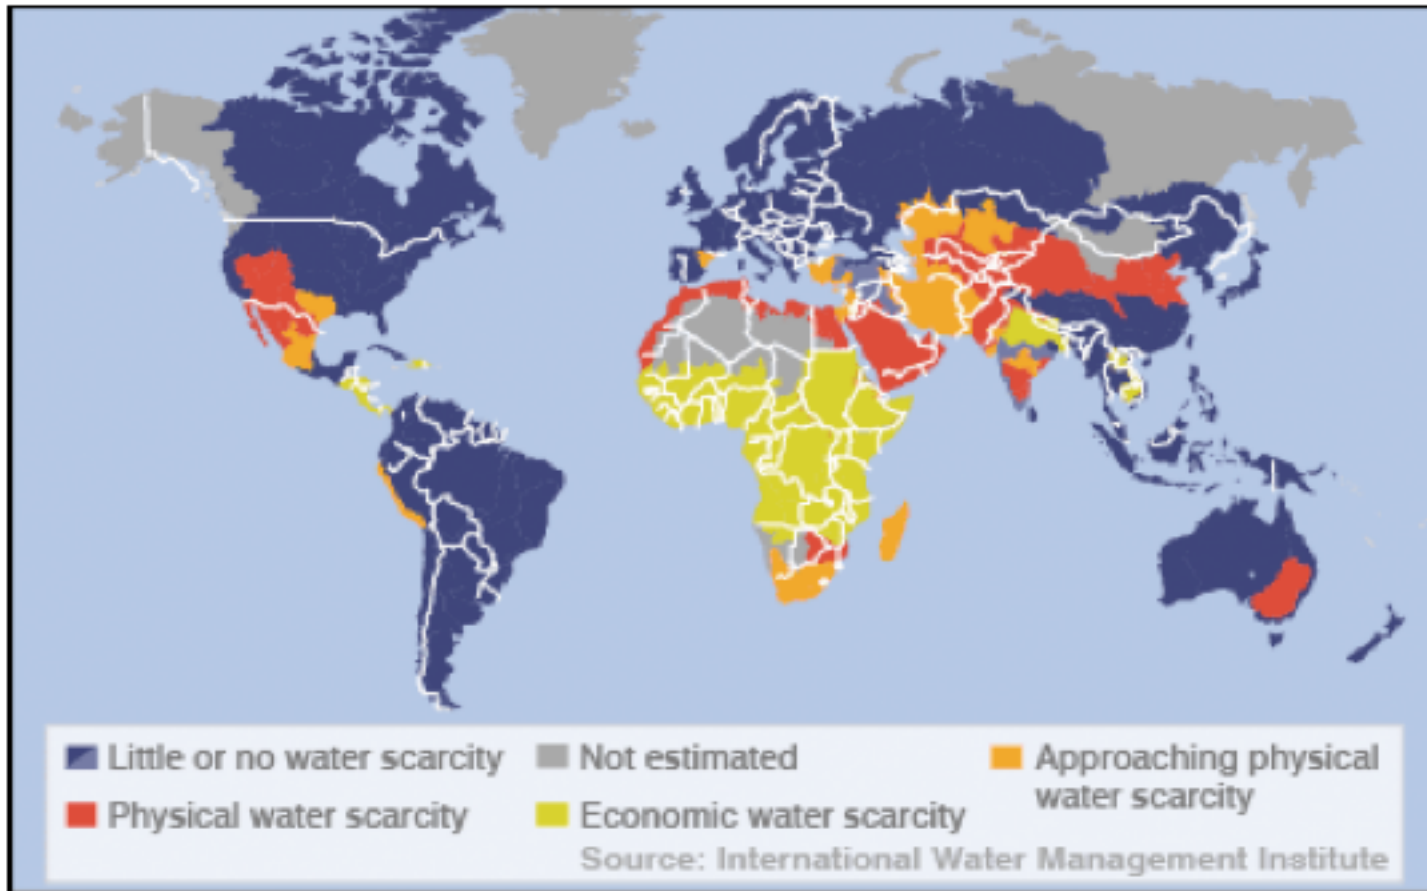 Little or no water scarcity
Not estimated
Approaching physical
water scarcity
Physical water scarcity
Economic water scarcity
Source: International Water Management Institute